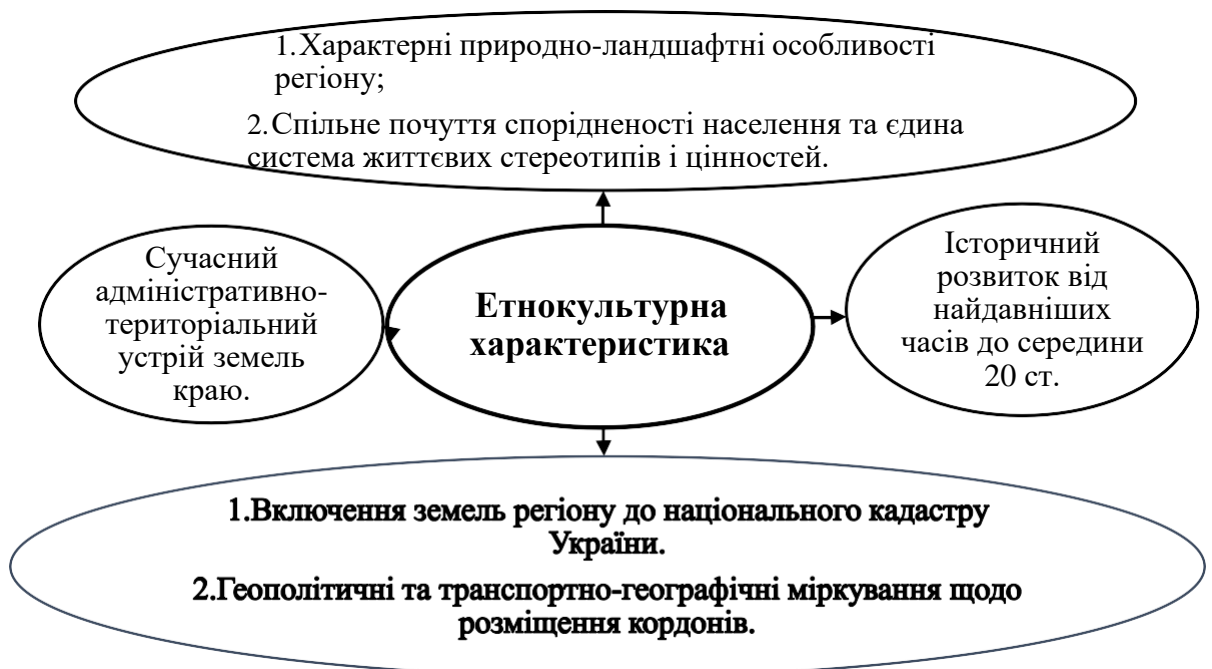 1.Характерні природно-ландшафтні особливості
регіону;
2.Спільне почуття спорідненості населення та єдина
система життєвих стереотипів і цінностей.
Сучасний
адміністративно-
територіальний
устрій земель
краю.
Етнокультурна
характеристика
Історичний
розвиток від
найдавніших
часів до середини
20 ст.
1.Включення земель регіону до національного кадастру
України.
2.Геополітичні та транспортно-географічні міркування щодо
розміщення кордонів.